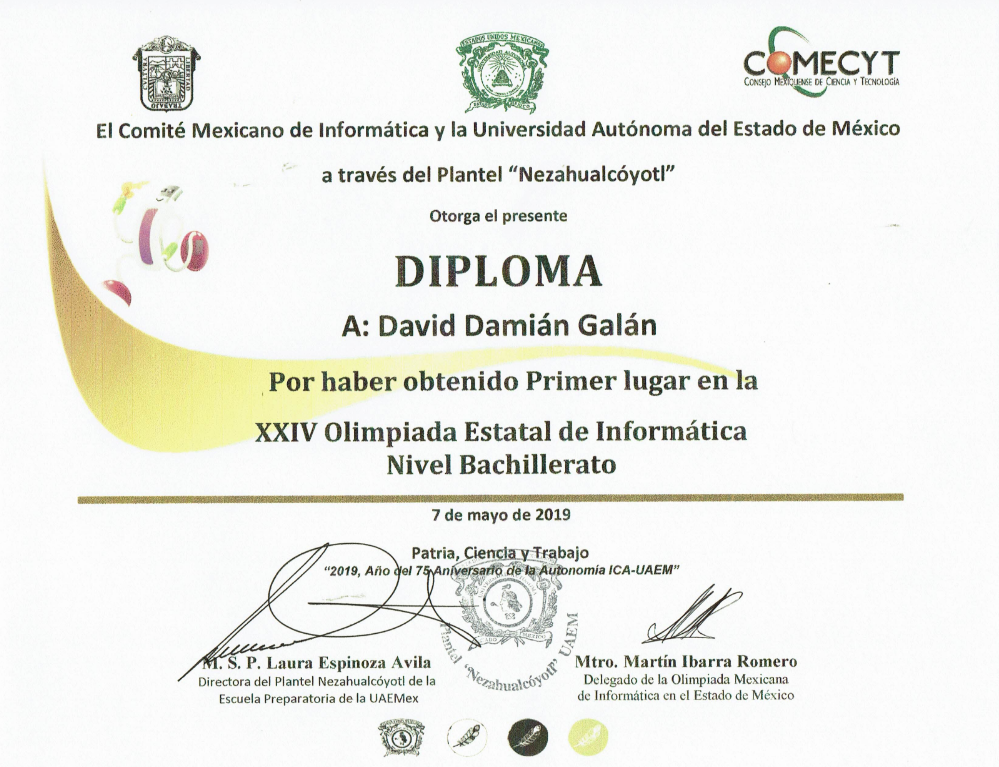 ESTADOS UNIDOS MEXICANOS
COMECYT
CONSEJO MEXIQUENSE DE CIENCIA Y TECNOLOGÍA
LIBERTAD
TRABAJO
El Comité Mexicano de Informática y la Universidad Autónoma del Estado de México
a través del Plantel “Nezahualcóyotl”
Otorga el presente
DIPLOMA
A: David Damián Galán
Por haber obtenido Primer lugar en la
XXIV Olimpiada Estatal de Informática
Nivel Bachillerato
7 de mayo de 2019
Patria, Ciencia y Trabajo
“2019, Año del 75 Aniversario de la Autonomía ICA-UAEM”
Plantel “Nezahualcóyotl” UAEM
M. S. P. Laura Espinoza Avila
Directora del Plantel Nezahualcóyotl de la
Escuela Preparatoria de la UAEMex
Mtro. Martín Ibarra Romero
Delegado de la Olimpiada Mexicana
de Informática en el Estado de México